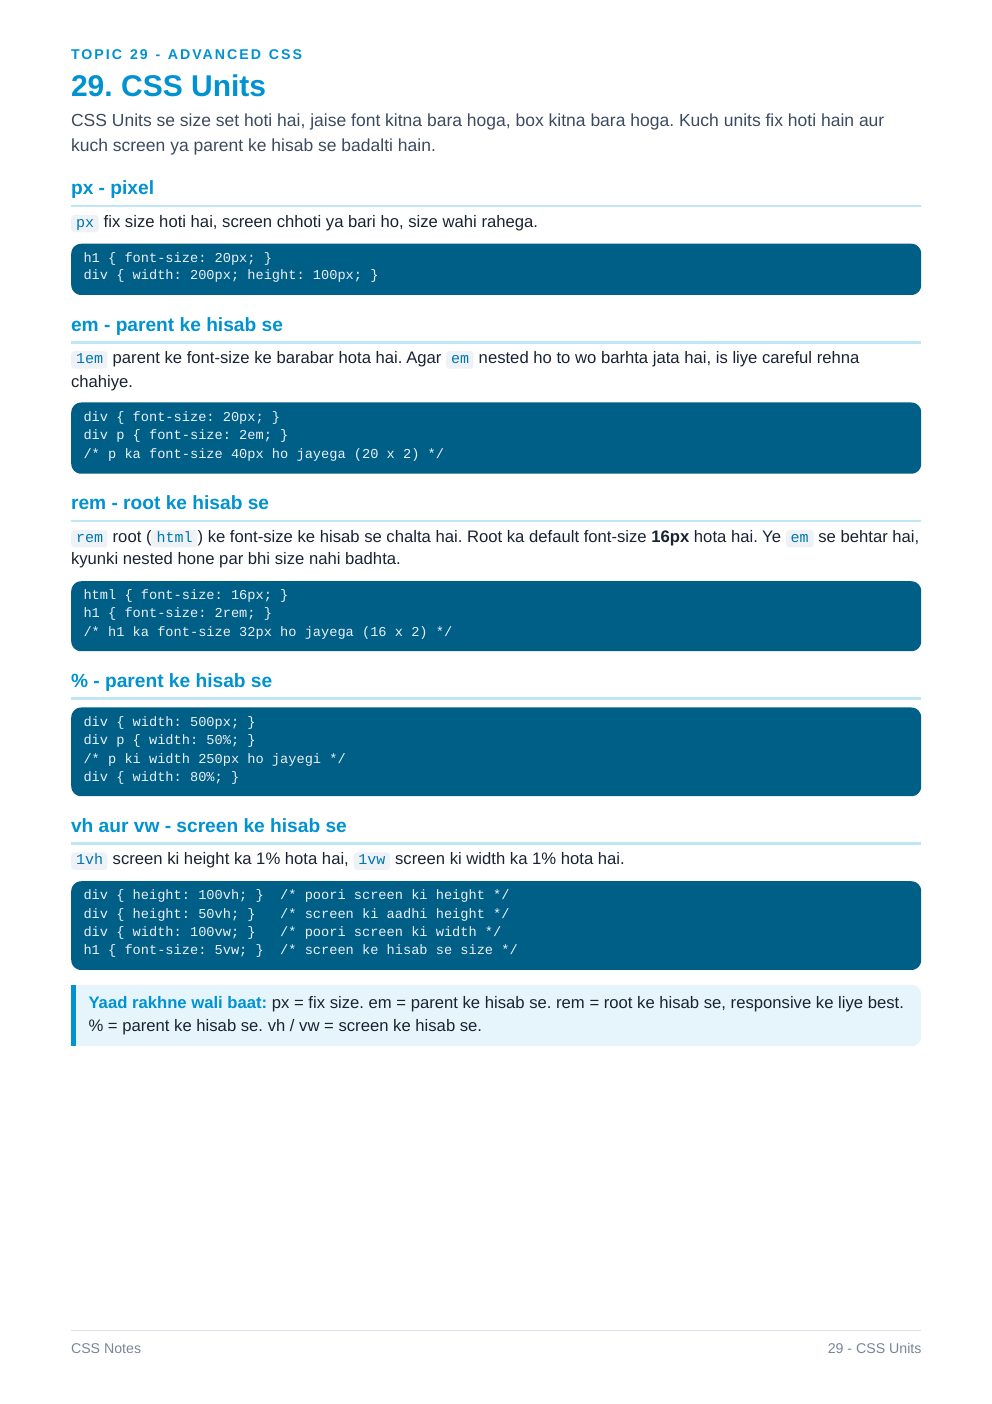 TOPIC 29 - ADVANCED CSS
29. CSS Units
CSS Units se size set hoti hai, jaise font kitna bara hoga, box kitna bara hoga. Kuch units fix hoti hain aur
kuch screen ya parent ke hisab se badalti hain.
px - pixel
px fix size hoti hai, screen chhoti ya bari ho, size wahi rahega.
h1 { font-size: 20px; }
div { width: 200px; height: 100px; }
em - parent ke hisab se
1em parent ke font-size ke barabar hota hai. Agar em nested ho to wo barhta jata hai, is liye careful rehna
chahiye.
div { font-size: 20px; }
div p { font-size: 2em; }
/* p ka font-size 40px ho jayega (20 x 2) */
rem - root ke hisab se
rem root ( html ) ke font-size ke hisab se chalta hai. Root ka default font-size 16px hota hai. Ye em se behtar hai,
kyunki nested hone par bhi size nahi badhta.
html { font-size: 16px; }
h1 { font-size: 2rem; }
/* h1 ka font-size 32px ho jayega (16 x 2) */
% - parent ke hisab se
div { width: 500px; }
div p { width: 50%; }
/* p ki width 250px ho jayegi */
div { width: 80%; }
vh aur vw - screen ke hisab se
1vh screen ki height ka 1% hota hai, 1vw screen ki width ka 1% hota hai.
div { height: 100vh; }  /* poori screen ki height */
div { height: 50vh; }   /* screen ki aadhi height */
div { width: 100vw; }   /* poori screen ki width */
h1 { font-size: 5vw; }  /* screen ke hisab se size */
Yaad rakhne wali baat: px = fix size. em = parent ke hisab se. rem = root ke hisab se, responsive ke liye best.
% = parent ke hisab se. vh / vw = screen ke hisab se.
CSS Notes
29 - CSS Units